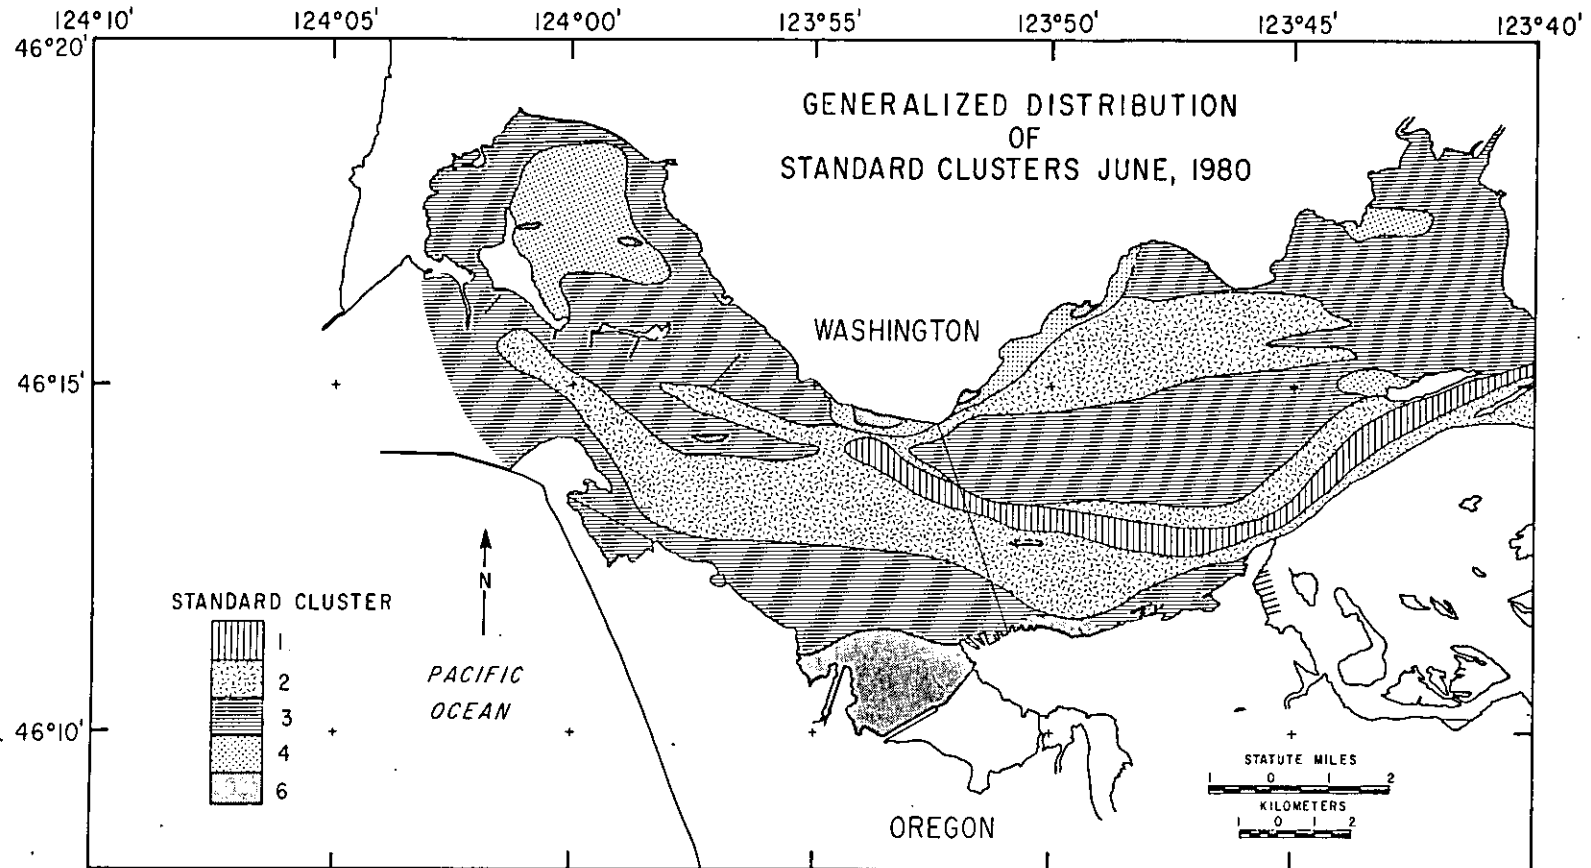 124°10' 124°05' 124°00' 123°55' 123°50' 123°45' 123°40'
46°20'
GENERALIZED DISTRIBUTION
OF
STANDARD CLUSTERS JUNE, 1980
WASHINGTON
46°15'
N
STANDARD CLUSTER
1
2
3
4
6
PACIFIC
OCEAN
46°10'
STATUTE MILES
1 0 1 2
KILOMETERS
1 0 1 2
OREGON